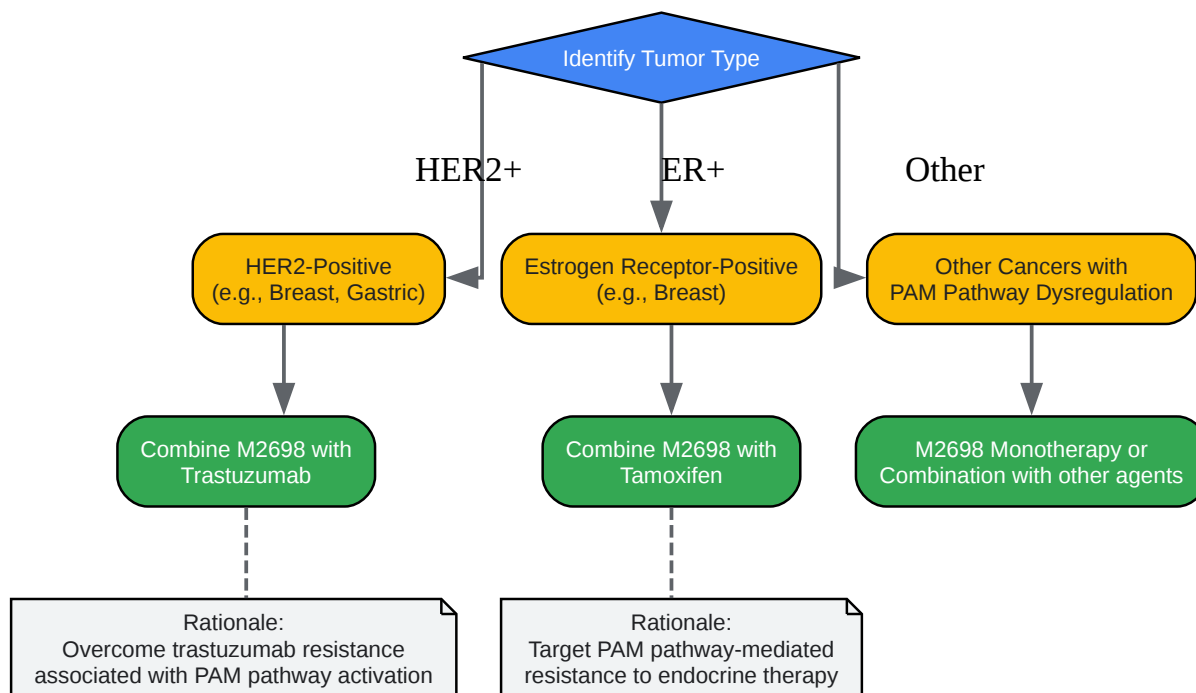 Identify Tumor Type
HER2+
ER+
Other
HER2-Positive
(e.g., Breast, Gastric)
Estrogen Receptor-Positive
(e.g., Breast)
Other Cancers with
PAM Pathway Dysregulation
Combine M2698 with
Trastuzumab
Combine M2698 with
Tamoxifen
M2698 Monotherapy or
Combination with other agents
Rationale:
Overcome trastuzumab resistance
associated with PAM pathway activation
Rationale:
Target PAM pathway-mediated
resistance to endocrine therapy